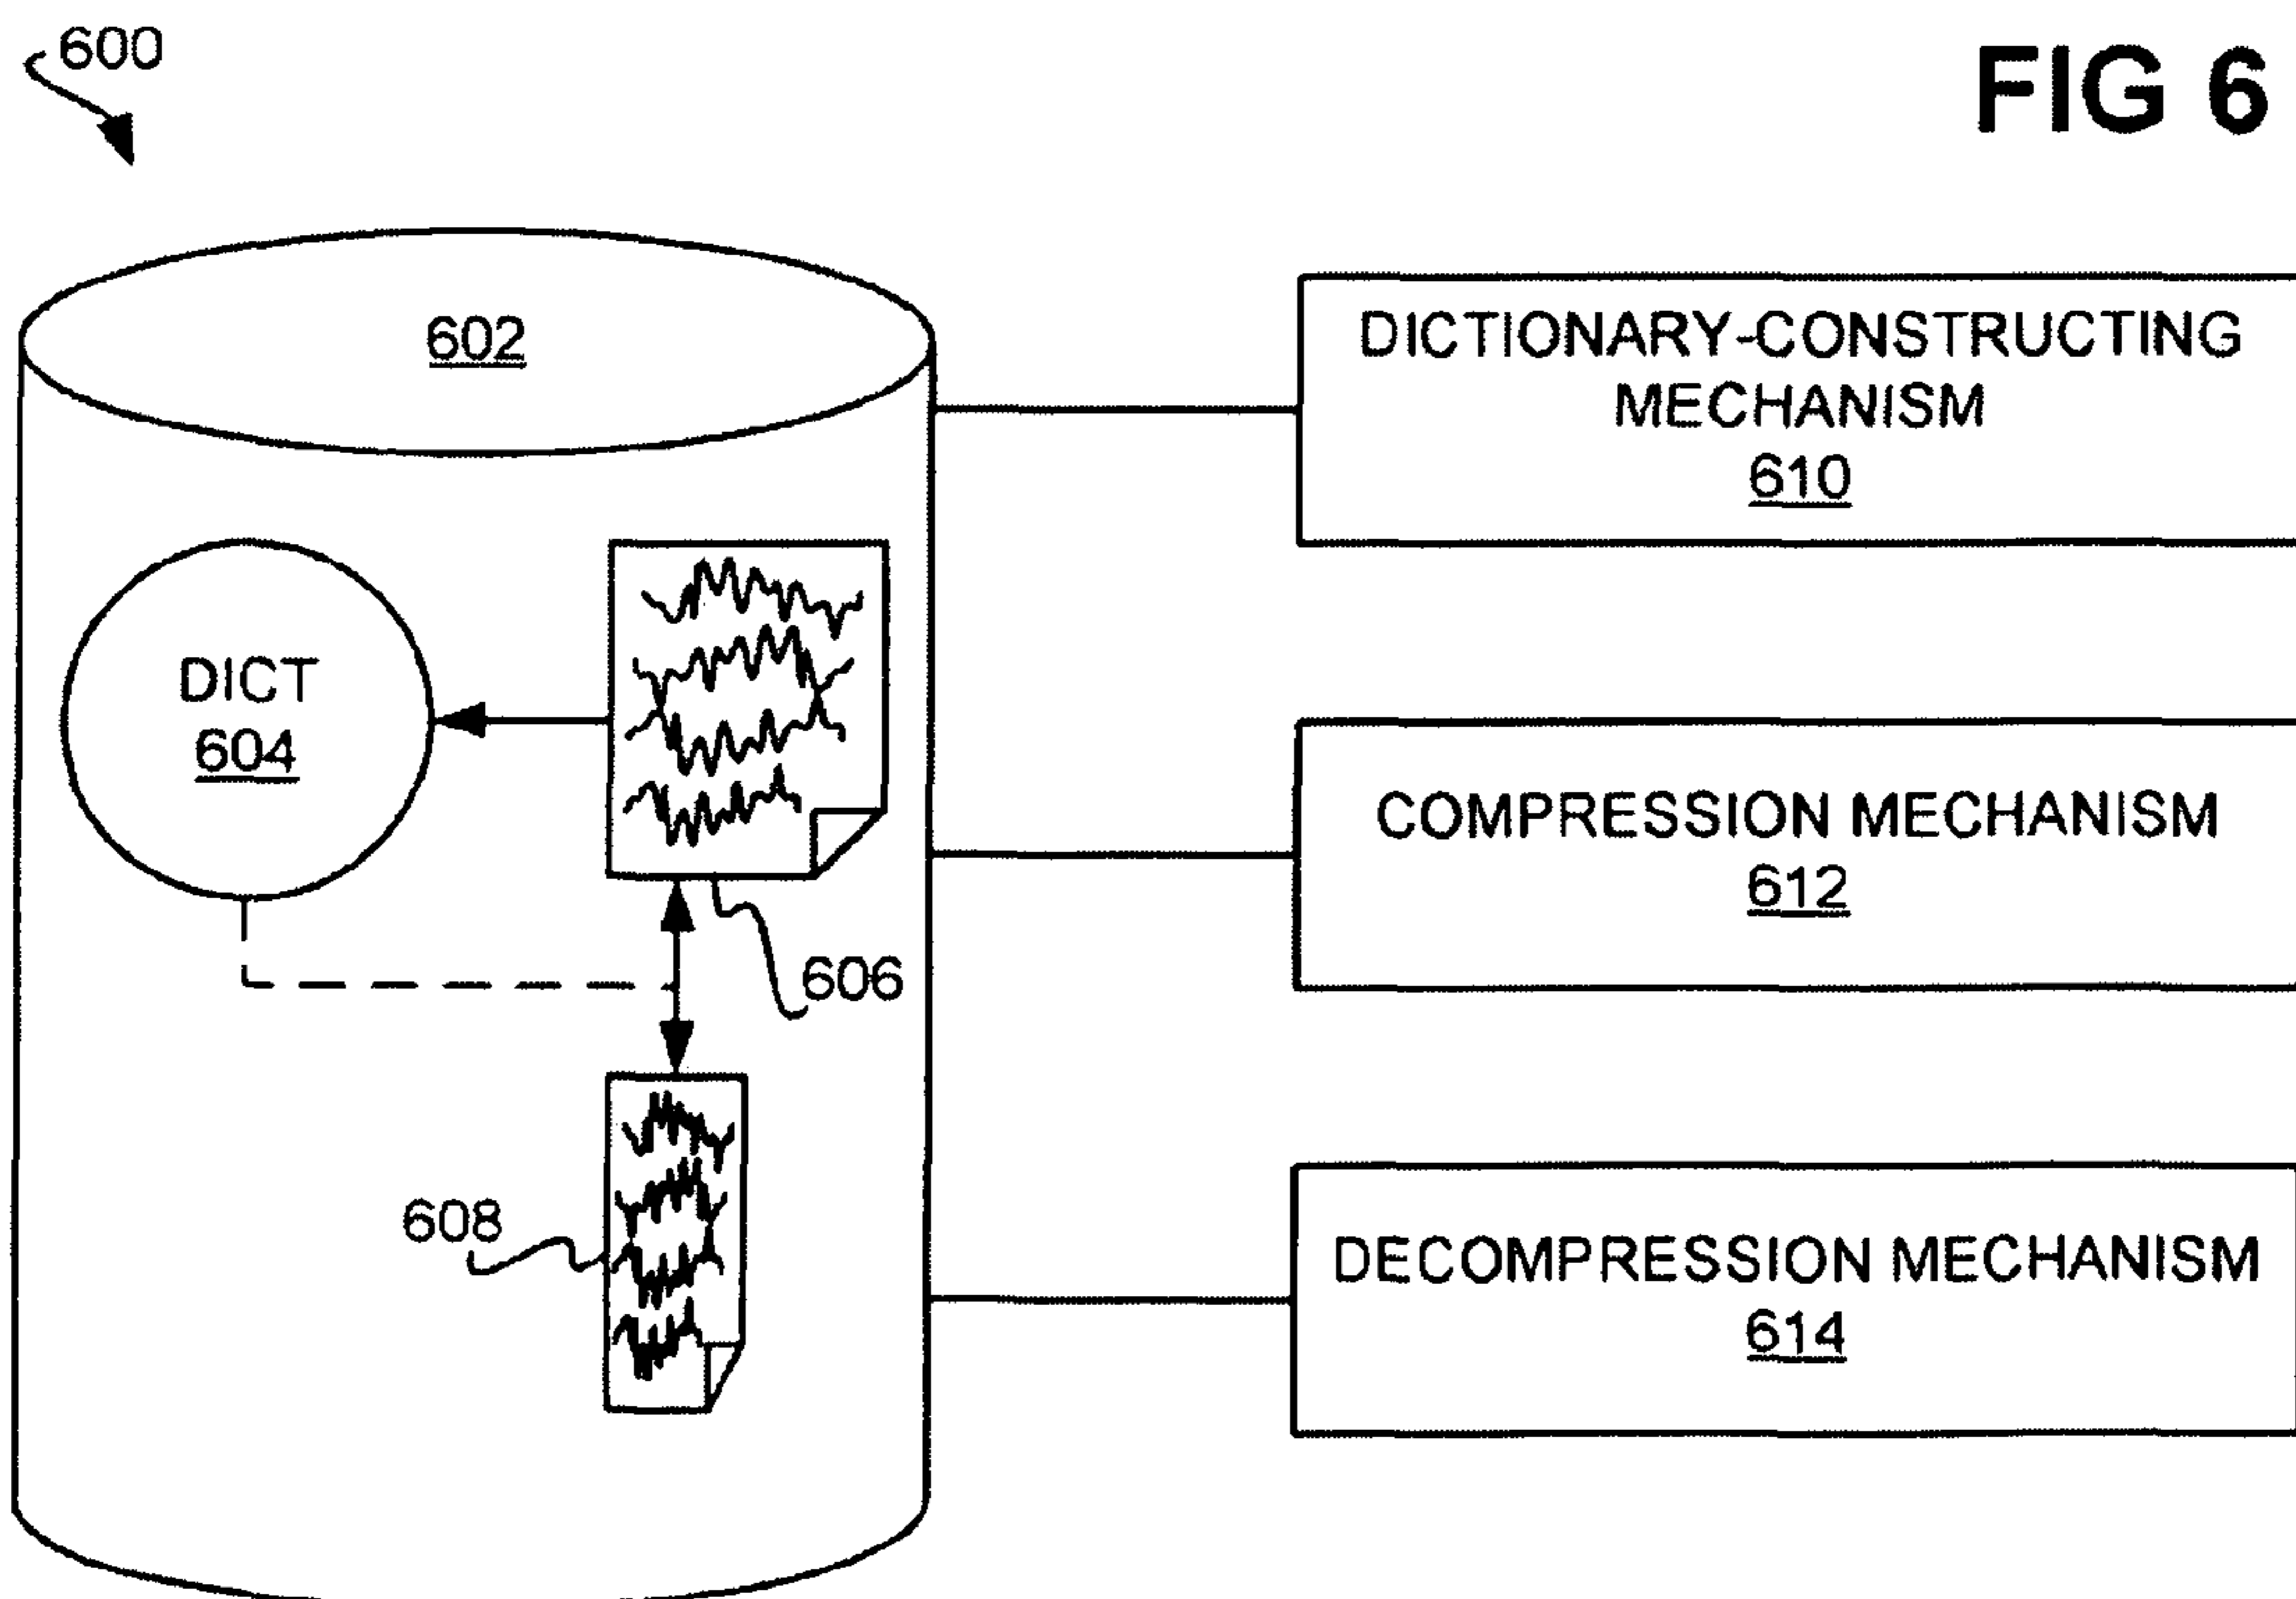 600
FIG 6
602
DICTIONARY-CONSTRUCTING
MECHANISM
610
DICT
604
COMPRESSION MECHANISM
612
606
608
DECOMPRESSION MECHANISM
614